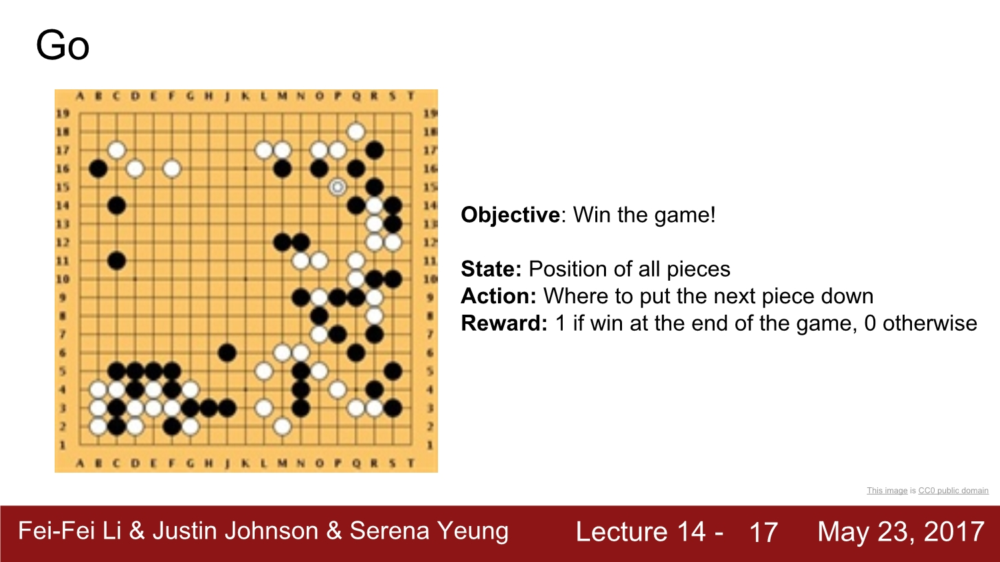 Go
A B C D E F G H J K L M N O P Q R S T
19 19
18 18
17 17
16 16
15 15
14 14
13 13
12 12
11 11
10 10
9 9
8 8
7 7
6 6
5 5
4 4
3 3
2 2
1 1
A B C D E F G H J K L M N O P Q R S T
Objective: Win the game!
State: Position of all pieces
Action: Where to put the next piece down
Reward: 1 if win at the end of the game, 0 otherwise
This image is CC0 public domain
Fei-Fei Li & Justin Johnson & Serena Yeung Lecture 14 - 17 May 23, 2017